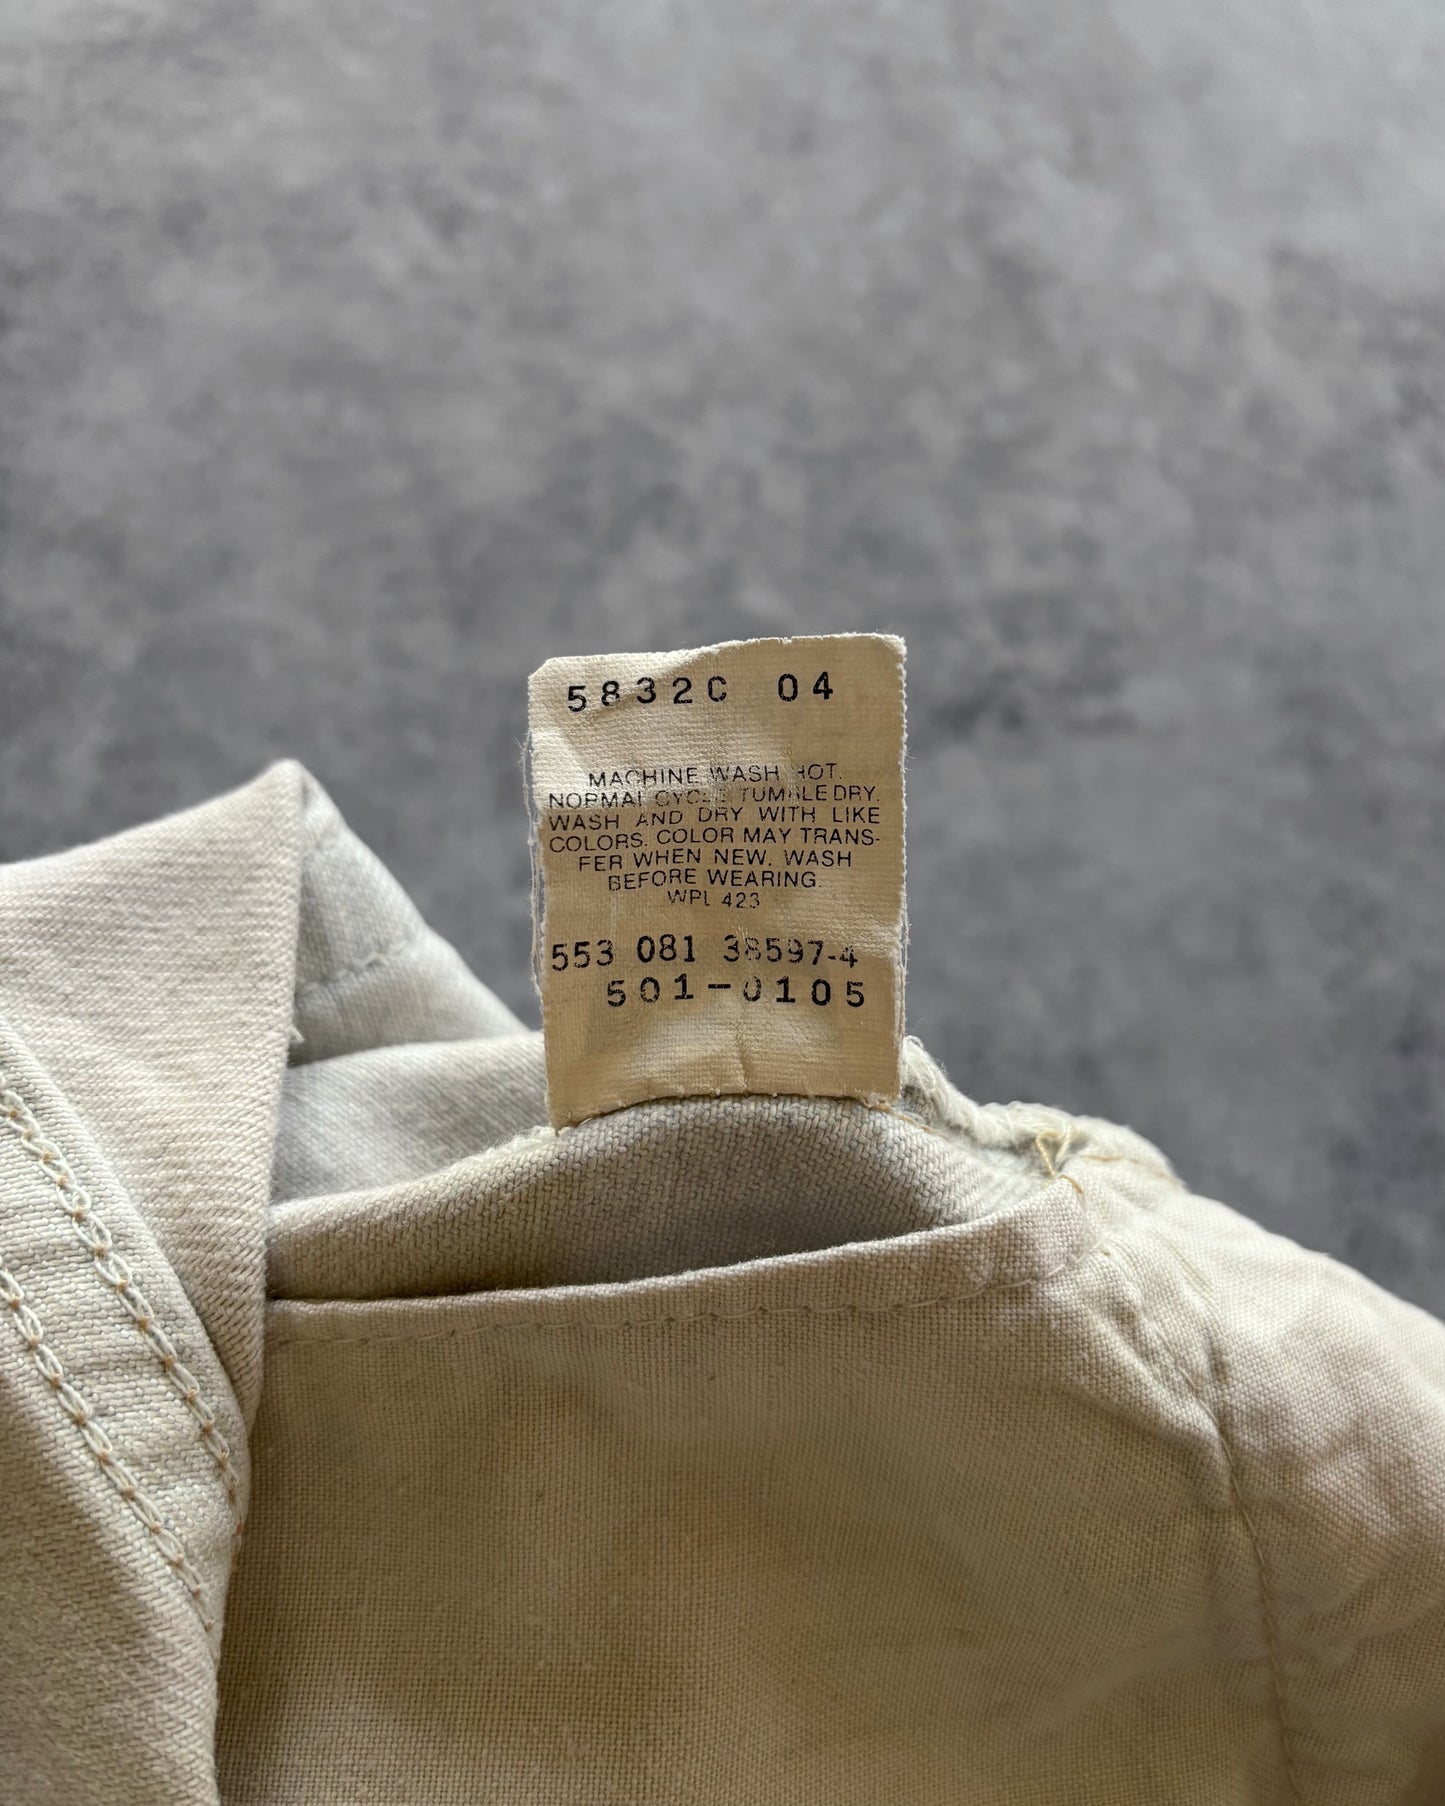 5832C 04
MACHINE WASH HOT.
NORMAL CYCLE TUMBLE DRY.
WASH AND DRY WITH LIKE
COLORS. COLOR MAY TRANS-
FER WHEN NEW. WASH
BEFORE WEARING.
WPL 423
553 081 38597-4
501-0105